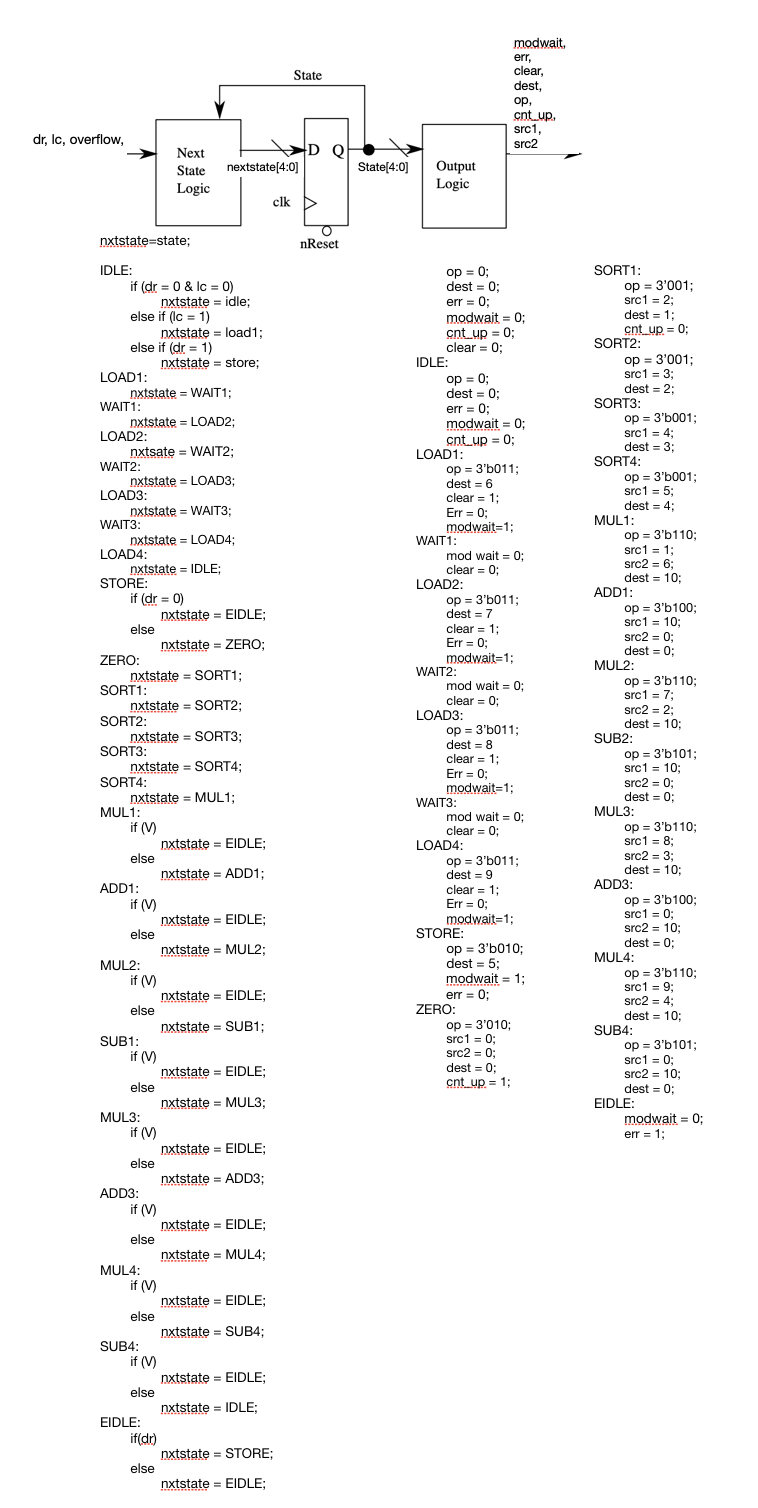 modwait,
err,
clear,
dest,
op,
cnt_up,
src1,
src2
State
dr, lc, overflow,
Next
State
Logic
nextstate[4:0]
D Q
clk
nReset
State[4:0]
Output
Logic
nxtstate=state;
IDLE:
if (dr = 0 & lc = 0)
nxtstate = idle;
else if (lc = 1)
nxtstate = load1;
else if (dr = 1)
nxtstate = store;
LOAD1:
nxtstate = WAIT1;
WAIT1:
nxtstate = LOAD2;
LOAD2:
nxtsate = WAIT2;
WAIT2:
nxtstate = LOAD3;
LOAD3:
nxtstate = WAIT3;
WAIT3:
nxtstate = LOAD4;
LOAD4:
nxtstate = IDLE;
STORE:
if (dr = 0)
nxtstate = EIDLE;
else
nxtstate = ZERO;
ZERO:
nxtstate = SORT1;
SORT1:
nxtstate = SORT2;
SORT2:
nxtstate = SORT3;
SORT3:
nxtstate = SORT4;
SORT4:
nxtstate = MUL1;
MUL1:
if (V)
nxtstate = EIDLE;
else
nxtstate = ADD1;
ADD1:
if (V)
nxtstate = EIDLE;
else
nxtstate = MUL2;
MUL2:
if (V)
nxtstate = EIDLE;
else
nxtstate = SUB1;
SUB1:
if (V)
nxtstate = EIDLE;
else
nxtstate = MUL3;
MUL3:
if (V)
nxtstate = EIDLE;
else
nxtstate = ADD3;
ADD3:
if (V)
nxtstate = EIDLE;
else
nxtstate = MUL4;
MUL4:
if (V)
nxtstate = EIDLE;
else
nxtstate = SUB4;
SUB4:
if (V)
nxtstate = EIDLE;
else
nxtstate = IDLE;
EIDLE:
if(dr)
nxtstate = STORE;
else
nxtstate = EIDLE;
op = 0;
dest = 0;
err = 0;
modwait = 0;
cnt_up = 0;
clear = 0;
IDLE:
op = 0;
dest = 0;
err = 0;
modwait = 0;
cnt_up = 0;
LOAD1:
op = 3'b011;
dest = 6
clear = 1;
Err = 0;
modwait=1;
WAIT1:
mod wait = 0;
clear = 0;
LOAD2:
op = 3'b011;
dest = 7
clear = 1;
Err = 0;
modwait=1;
WAIT2:
mod wait = 0;
clear = 0;
LOAD3:
op = 3'b011;
dest = 8
clear = 1;
Err = 0;
modwait=1;
WAIT3:
mod wait = 0;
clear = 0;
LOAD4:
op = 3'b011;
dest = 9
clear = 1;
Err = 0;
modwait=1;
STORE:
op = 3'b010;
dest = 5;
modwait = 1;
err = 0;
ZERO:
op = 3'010;
src1 = 0;
src2 = 0;
dest = 0;
cnt_up = 1;
SORT1:
op = 3'001;
src1 = 2;
dest = 1;
cnt_up = 0;
SORT2:
op = 3'001;
src1 = 3;
dest = 2;
SORT3:
op = 3'b001;
src1 = 4;
dest = 3;
SORT4:
op = 3'b001;
src1 = 5;
dest = 4;
MUL1:
op = 3'b110;
src1 = 1;
src2 = 6;
dest = 10;
ADD1:
op = 3'b100;
src1 = 10;
src2 = 0;
dest = 0;
MUL2:
op = 3'b110;
src1 = 7;
src2 = 2;
dest = 10;
SUB2:
op = 3'b101;
src1 = 10;
src2 = 0;
dest = 0;
MUL3:
op = 3'b110;
src1 = 8;
src2 = 3;
dest = 10;
ADD3:
op = 3'b100;
src1 = 0;
src2 = 10;
dest = 0;
MUL4:
op = 3'b110;
src1 = 9;
src2 = 4;
dest = 10;
SUB4:
op = 3'b101;
src1 = 0;
src2 = 10;
dest = 0;
EIDLE:
modwait = 0;
err = 1;